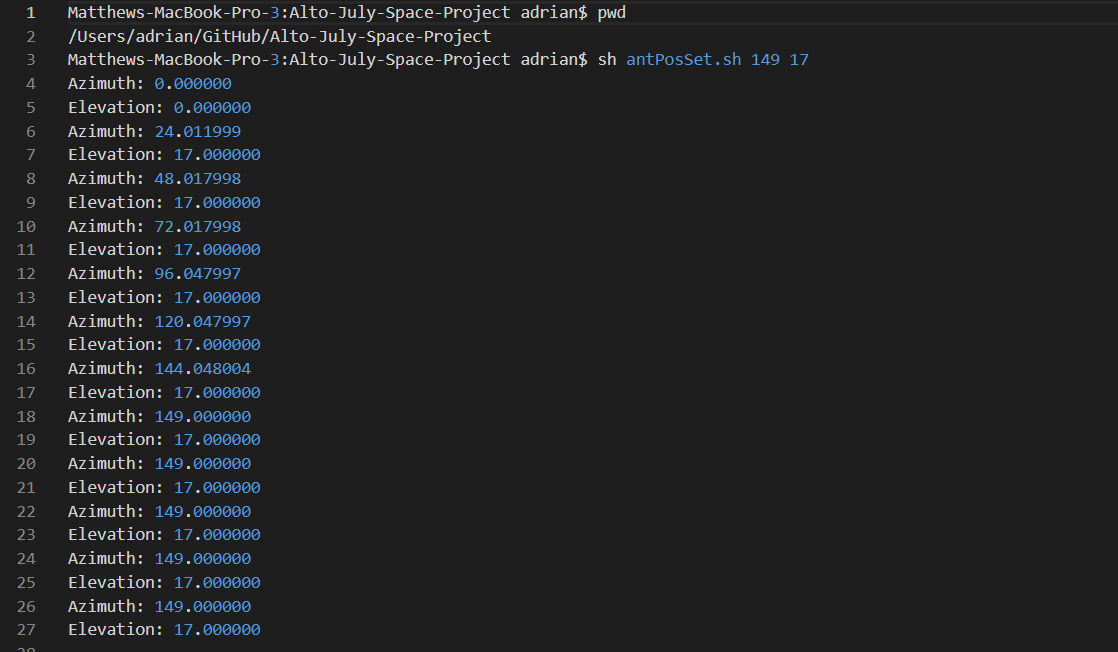 1 Matthews-MacBook-Pro-3:Alto-July-Space-Project adrian$ pwd
2 /Users/adrian/GitHub/Alto-July-Space-Project
3 Matthews-MacBook-Pro-3:Alto-July-Space-Project adrian$ sh antPosSet.sh 149 17
4 Azimuth: 0.000000
5 Elevation: 0.000000
6 Azimuth: 24.011999
7 Elevation: 17.000000
8 Azimuth: 48.017998
9 Elevation: 17.000000
10 Azimuth: 72.017998
11 Elevation: 17.000000
12 Azimuth: 96.047997
13 Elevation: 17.000000
14 Azimuth: 120.047997
15 Elevation: 17.000000
16 Azimuth: 144.048004
17 Elevation: 17.000000
18 Azimuth: 149.000000
19 Elevation: 17.000000
20 Azimuth: 149.000000
21 Elevation: 17.000000
22 Azimuth: 149.000000
23 Elevation: 17.000000
24 Azimuth: 149.000000
25 Elevation: 17.000000
26 Azimuth: 149.000000
27 Elevation: 17.000000